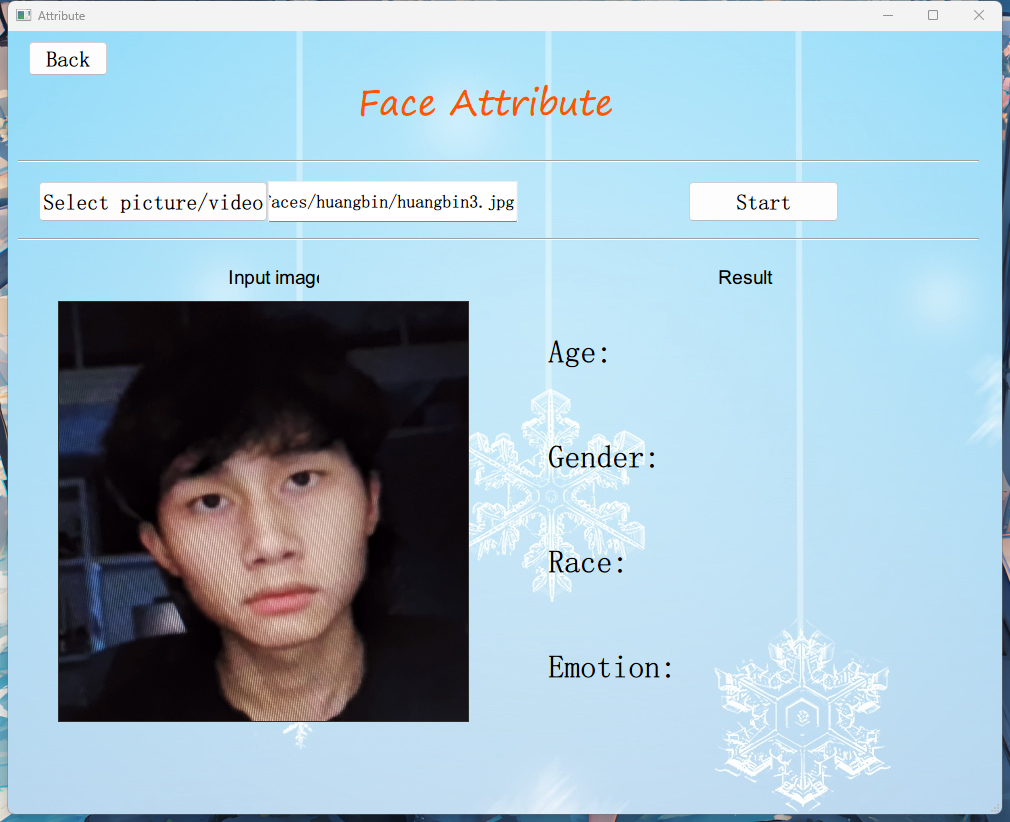 Attribute
Back
Face Attribute
Select picture/video
faces/huangbin/huangbin3.jpg
Start
Input image
Result
Age:
Gender:
Race:
Emotion: